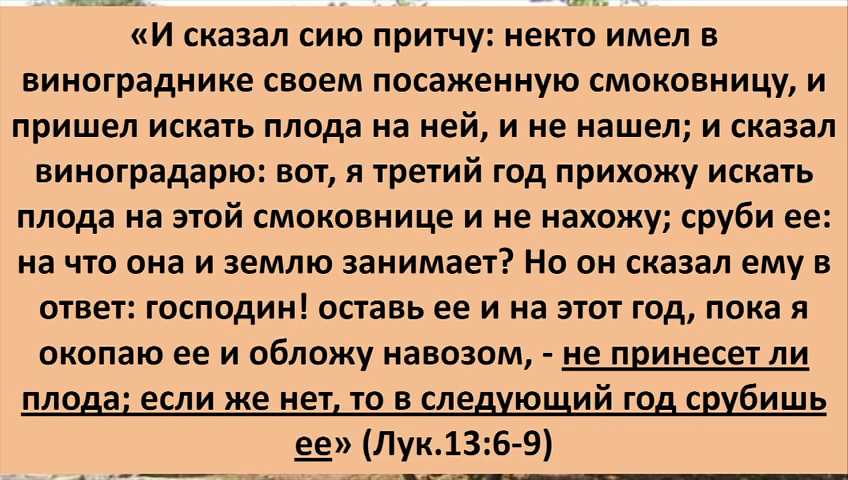 «И сказал сию притчу: некто имел в
винограднике своем посаженную смоковницу, и
пришел искать плода на ней, и не нашел; и сказал
виноградарю: вот, я третий год прихожу искать
плода на этой смоковнице и не нахожу; сруби ее:
на что она и землю занимает? Но он сказал ему в
ответ: господин! оставь ее и на этот год, пока я
окопаю ее и обложу навозом, - не принесет ли
плода; если же нет, то в следующий год срубишь
ее» (Лук.13:6-9)